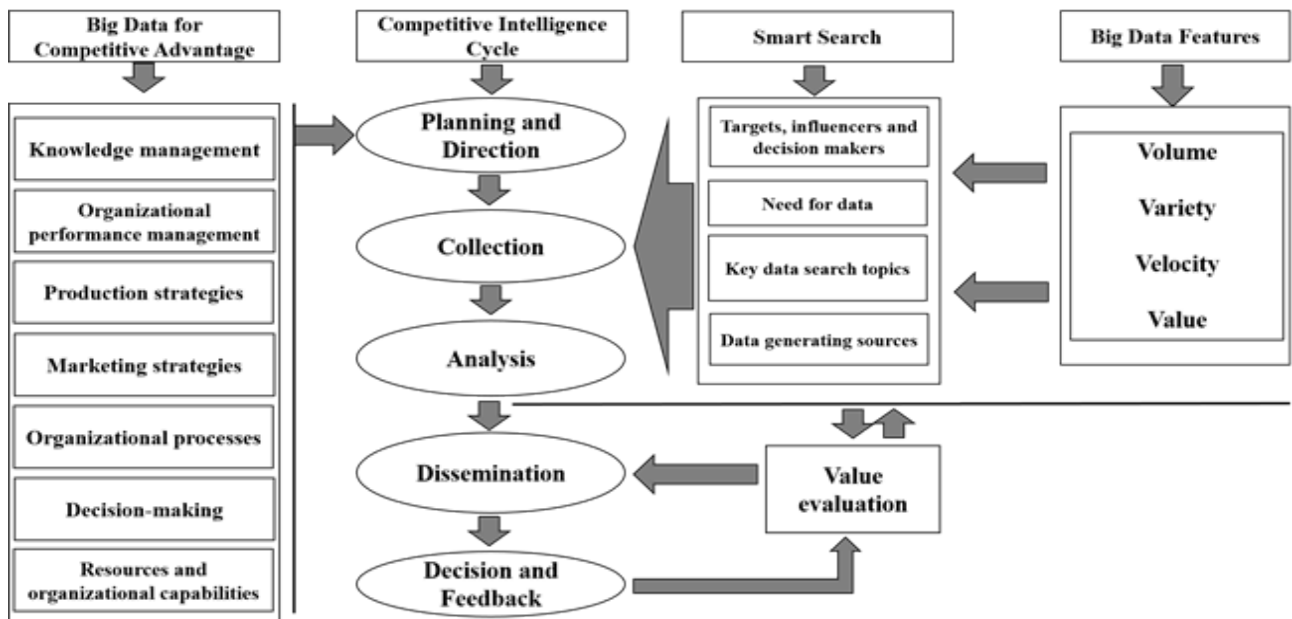 Big Data for
Competitive Advantage
Knowledge management
Organizational
performance management
Production strategies
Marketing strategies
Organizational processes
Decision-making
Resources and
organizational capabilities
Competitive Intelligence
Cycle
Planning and
Direction
Collection
Analysis
Dissemination
Decision and
Feedback
Smart Search
Targets, influencers and
decision makers
Need for data
Key data search topics
Data generating sources
Value
evaluation
Big Data Features
Volume
Variety
Velocity
Value